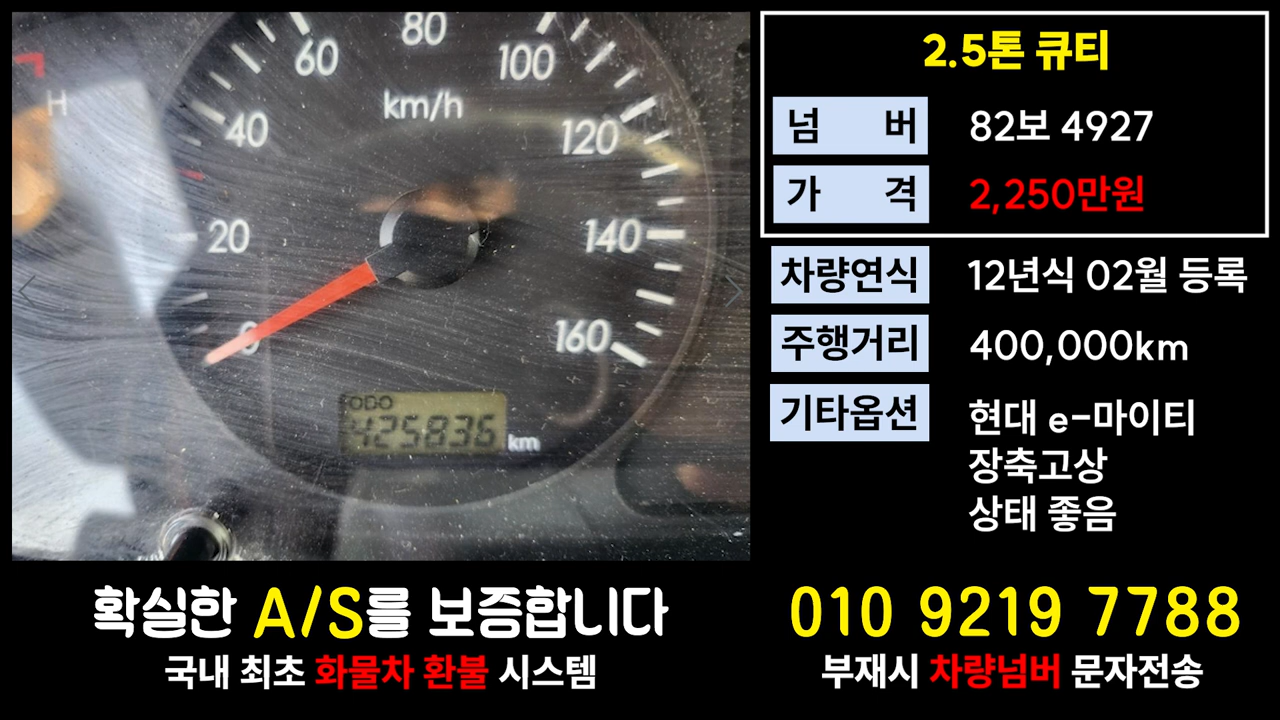 80
60
100
H
km/h
40
120
20
140
0
160
ODO
425836 km
2.5톤 큐티
넘 버 82보 4927
가 격 2,250만원
차량연식 12년식 02월 등록
주행거리 400,000km
기타옵션 현대 e-마이티
장축고상
상태 좋음
확실한 A/S를 보증합니다
국내 최초 화물차 환불 시스템
010 9219 7788
부재시 차량넘버 문자전송